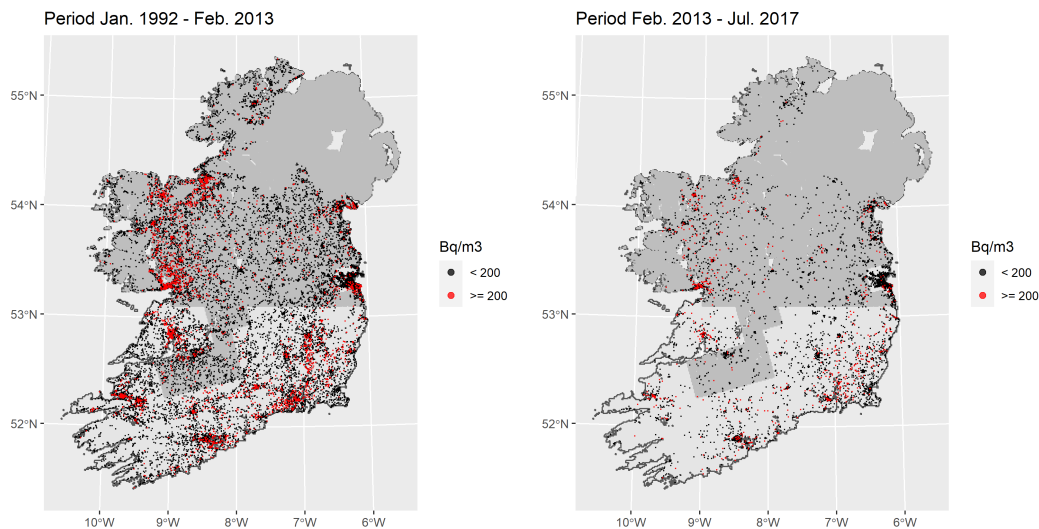 Period Jan. 1992 - Feb. 2013
55°N
54°N
53°N
52°N
10°W 9°W 8°W 7°W 6°W
Bq/m3
< 200
>= 200
Period Feb. 2013 - Jul. 2017
55°N
54°N
53°N
52°N
10°W 9°W 8°W 7°W 6°W
Bq/m3
< 200
>= 200